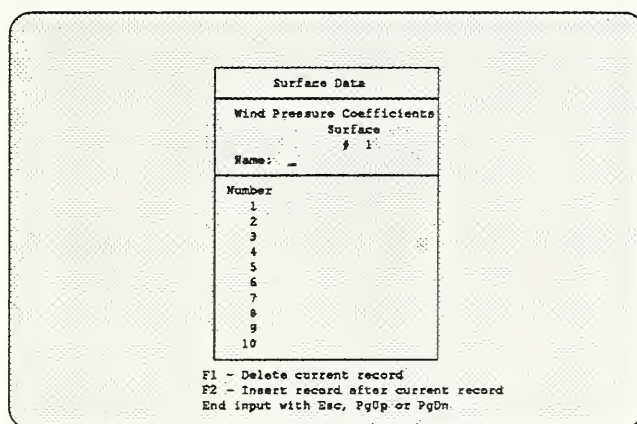 Surface Data
Wind Pressure Coefficients
Surface
# 1
Name: _
Number
1
2
3
4
5
6
7
8
9
10
F1 - Delete current record
F2 - Insert record after current record
End input with Esc, PgUp or PgDn